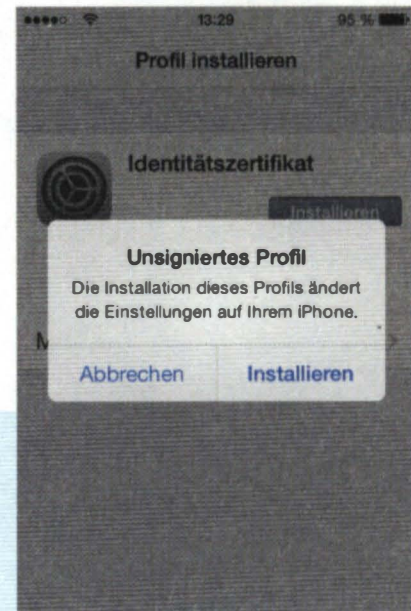 13:29
95 %
Profil installieren
Identitätszertifikat
Installieren
Unsigniertes Profil
Die Installation dieses Profils ändert
die Einstellungen auf Ihrem iPhone.
M
Abbrechen
Installieren